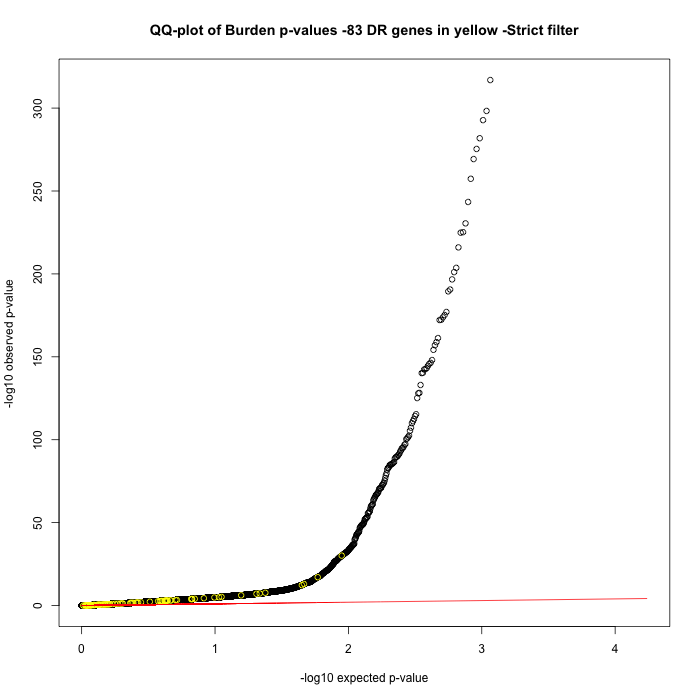 QQ-plot of Burden p-values -83 DR genes in yellow -Strict filter
-log10 observed p-value
300
250
200
150
100
50
0
0 1 2 3 4
-log10 expected p-value